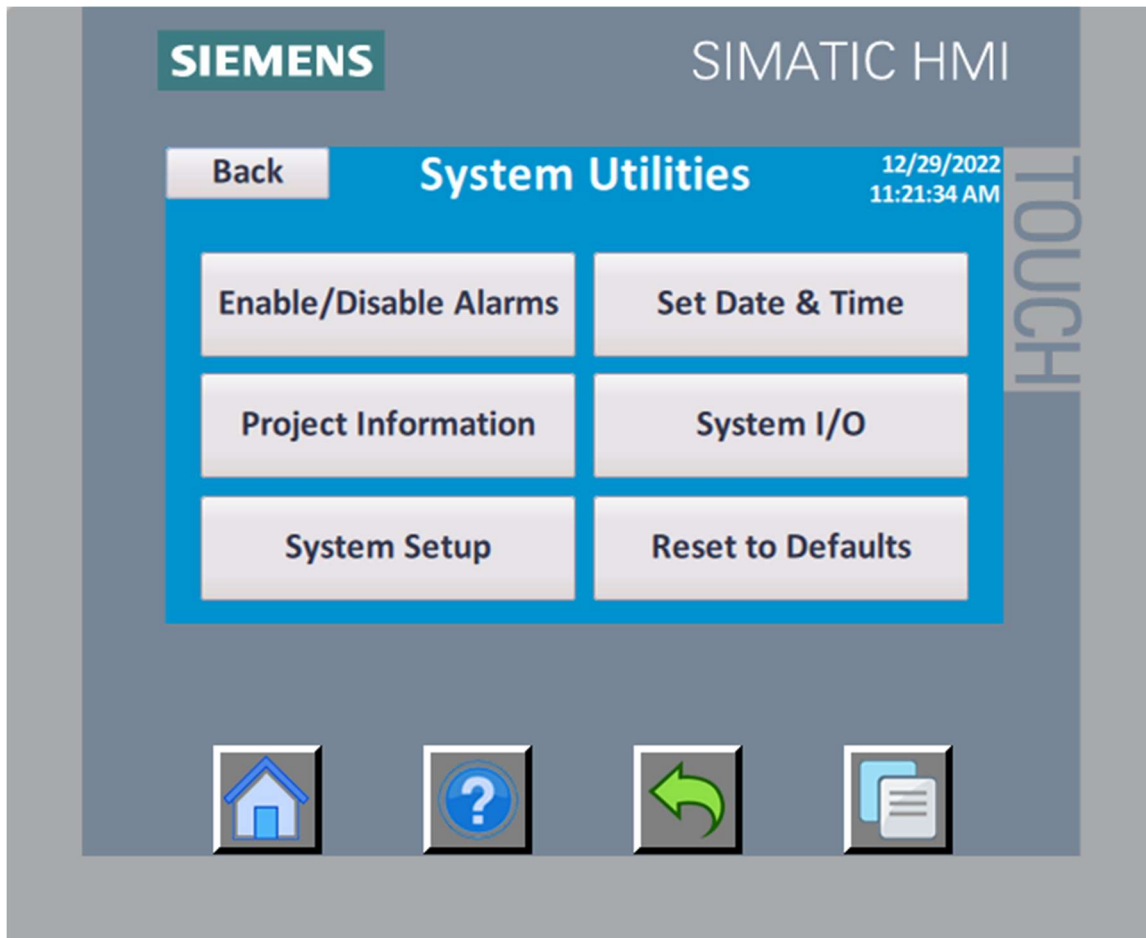 SIEMENS
SIMATIC HMI
Back
System Utilities
12/29/2022
11:21:34 AM
TOUCH
Enable/Disable Alarms
Set Date & Time
Project Information
System I/O
System Setup
Reset to Defaults
?